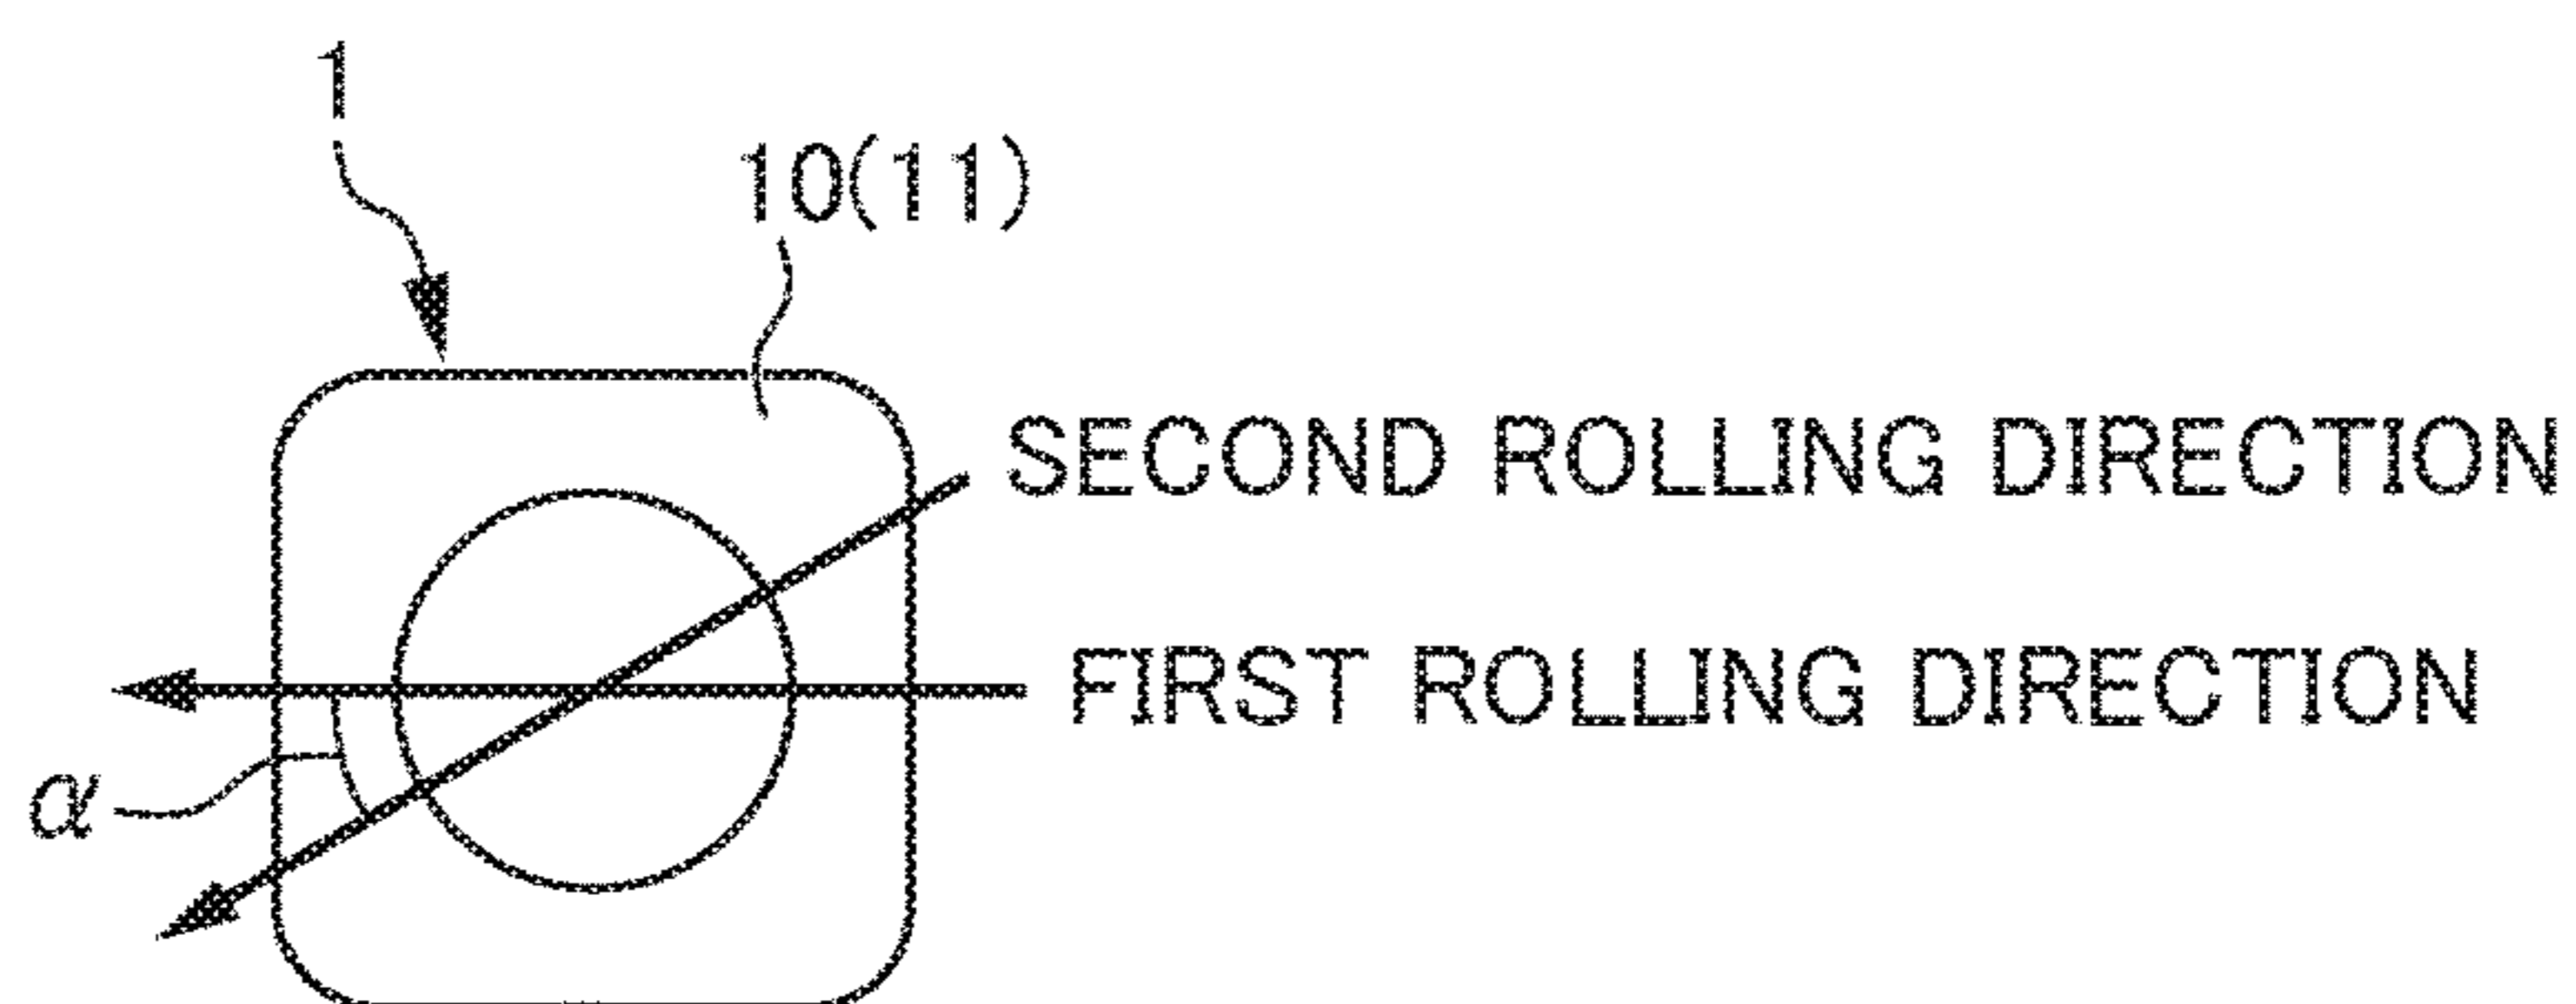 1
10(11)
SECOND ROLLING DIRECTION
FIRST ROLLING DIRECTION
α